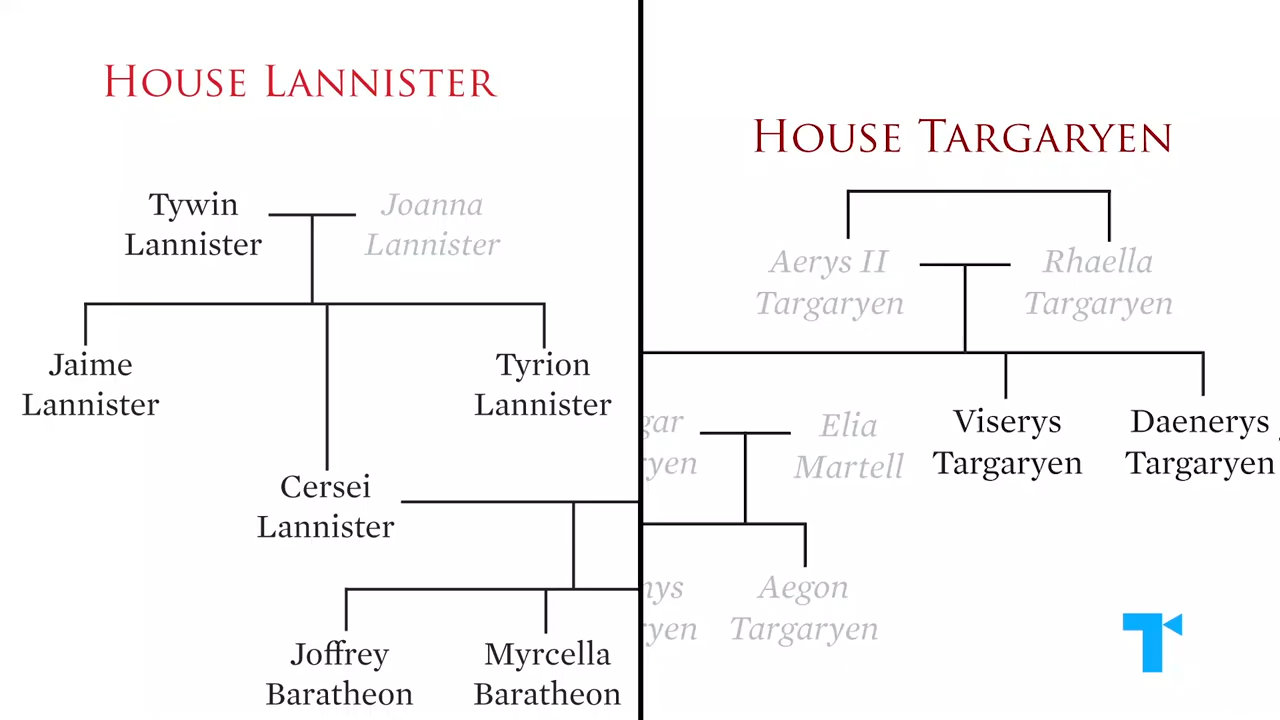 HOUSE LANNISTER
Tywin
Lannister
Joanna
Lannister
Jaime
Lannister
Tyrion
Lannister
Cersei
Lannister
Joffrey
Baratheon
Myrcella
Baratheon
HOUSE TARGARYEN
Aerys II
Targaryen
Rhaella
Targaryen
Elia
Martell
Viserys
Targaryen
Daenerys
Targaryen
Aegon
Targaryen